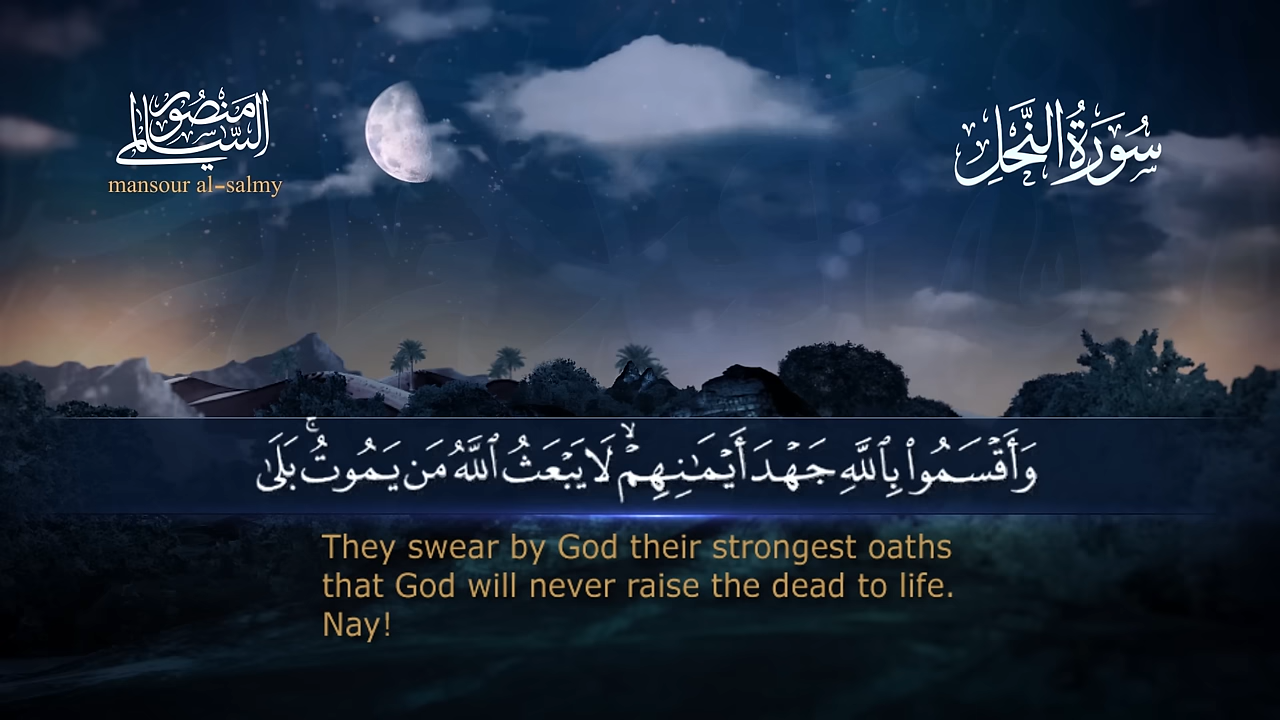 منصور السالمي
mansour al-salmy
سُورَةُ النَّحْل
وَأَقْسَمُوا۟ بِٱللَّهِ جَهْدَ أَيْمَـٰنِهِمْ ۙ لَا يَبْعَثُ ٱللَّهُ مَن يَمُوتُ ۚ بَلَىٰ
They swear by God their strongest oaths
that God will never raise the dead to life.
Nay!